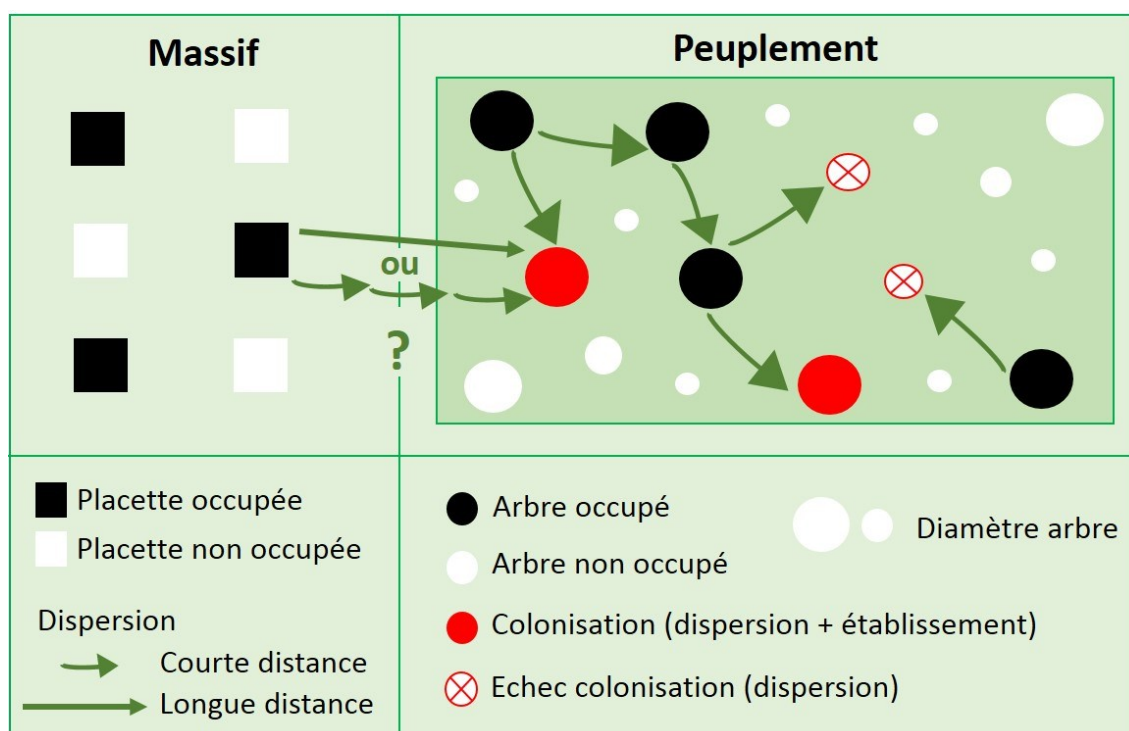 Massif
Peuplement
ou
?
Placette occupée
Placette non occupée
Dispersion
Courte distance
Longue distance
Arbre occupé
Arbre non occupé
Diamètre arbre
Colonisation (dispersion + établissement)
Echec colonisation (dispersion)